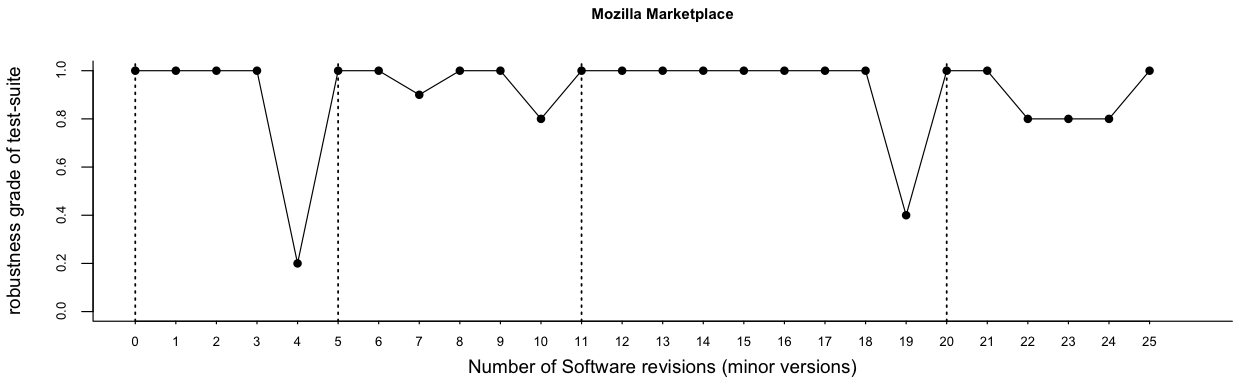 Mozilla Marketplace
robustness grade of test-suite
1.0
0.8
0.6
0.4
0.2
0.0
0 1 2 3 4 5 6 7 8 9 10 11 12 13 14 15 16 17 18 19 20 21 22 23 24 25
Number of Software revisions (minor versions)